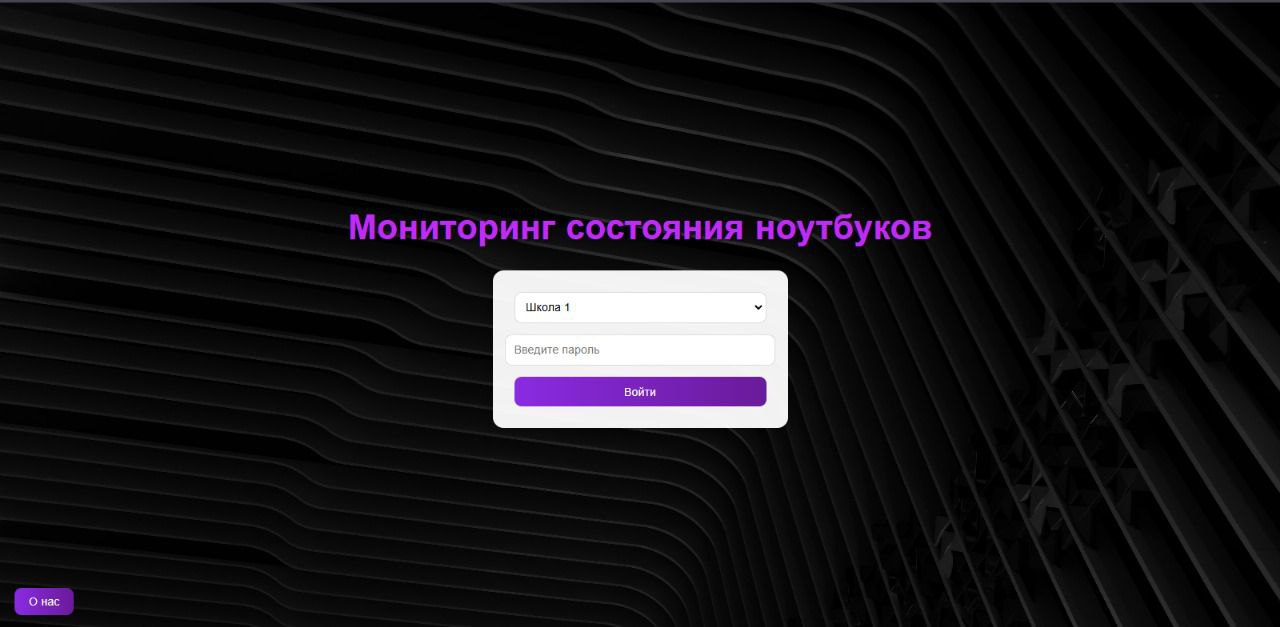 Мониторинг состояния ноутбуков
Школа 1
Введите пароль
Войти
О нас